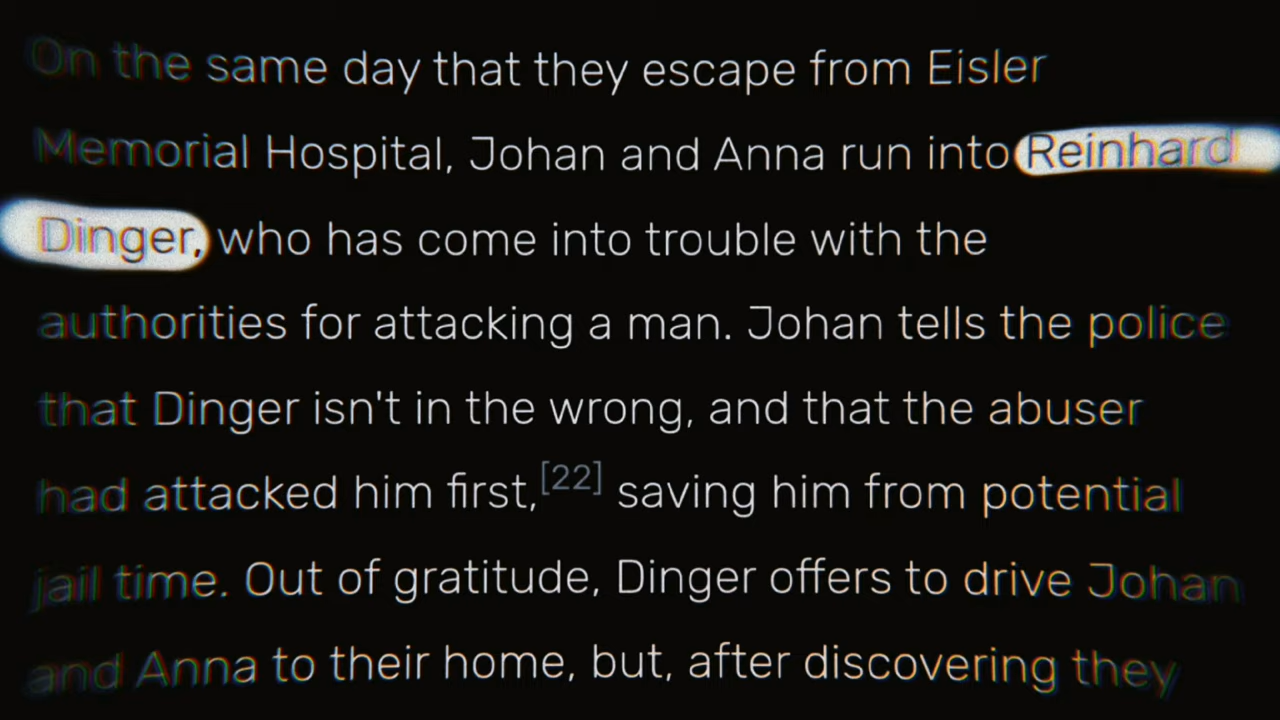 On the same day that they escape from Eisler
Memorial Hospital, Johan and Anna run into Reinhard
Dinger, who has come into trouble with the
authorities for attacking a man. Johan tells the police
that Dinger isn't in the wrong, and that the abuser
had attacked him first,[22] saving him from potential
jail time. Out of gratitude, Dinger offers to drive Johan
and Anna to their home, but, after discovering they